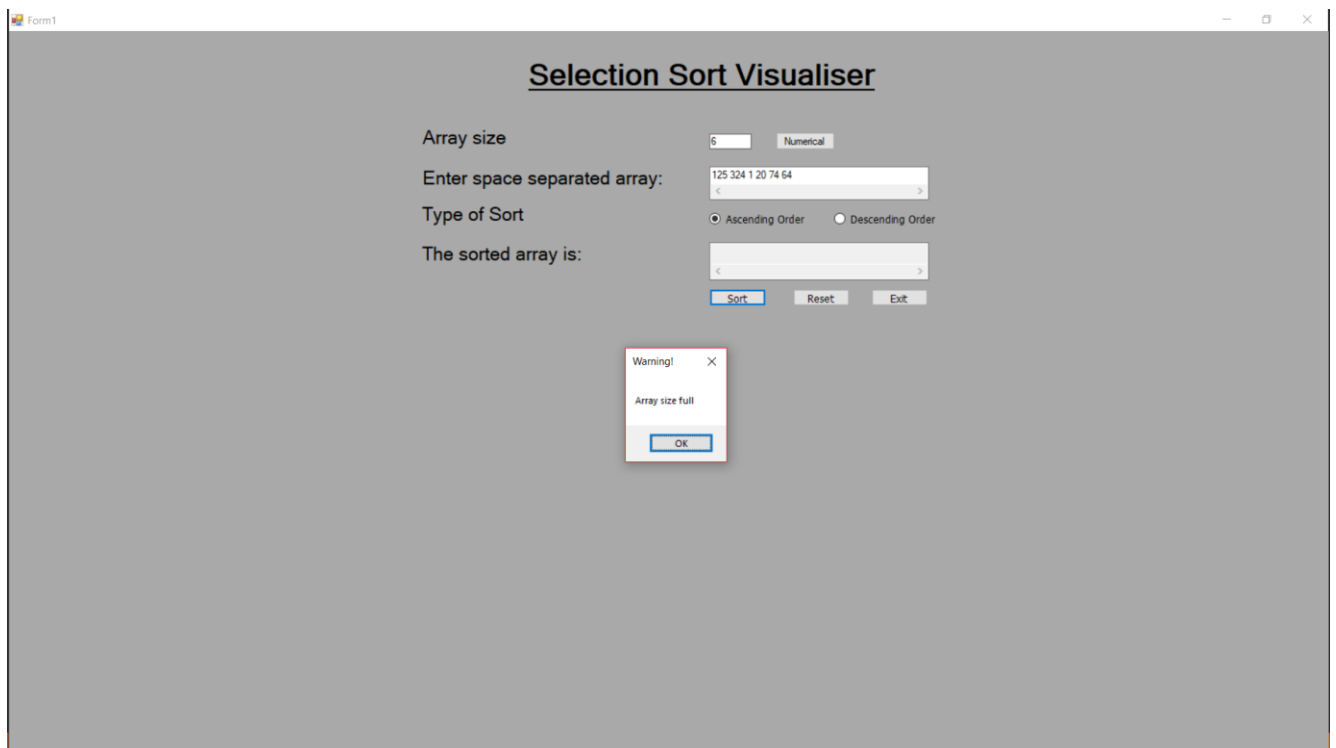 Form1
Selection Sort Visualiser
Array size 6 Numerical
Enter space separated array: 125 324 1 20 74 64
Type of Sort Ascending Order Descending Order
The sorted array is:
Sort Reset Exit
Warning!
Array size full
OK